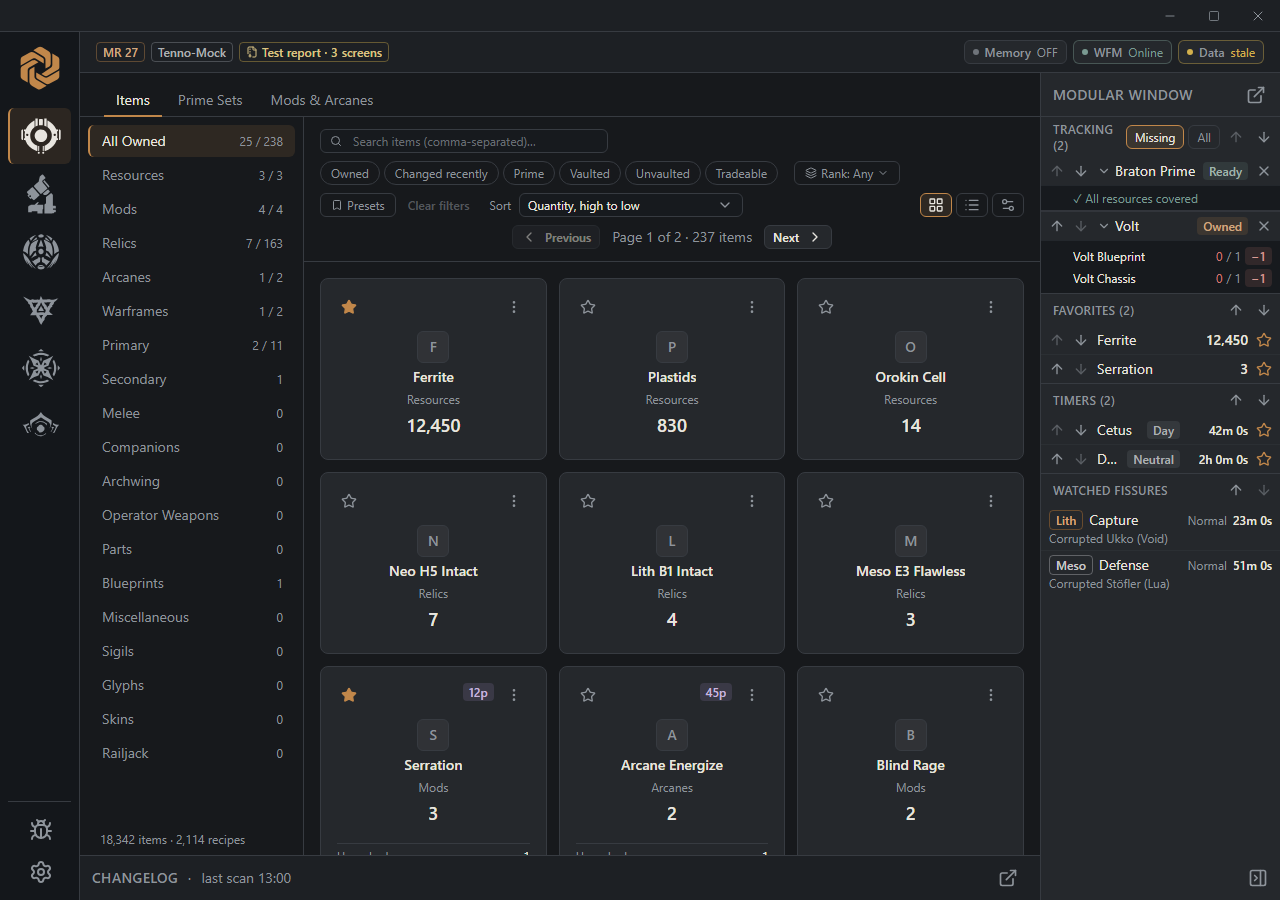 MR 27 Tenno-Mock Test report · 3 screens Memory OFF WFM Online Data stale
Items Prime Sets Mods & Arcanes
All Owned 25 / 238
Resources 3 / 3
Mods 4 / 4
Relics 7 / 163
Arcanes 1 / 2
Warframes 1 / 2
Primary 2 / 11
Secondary 1
Melee 0
Companions 0
Archwing 0
Operator Weapons 0
Parts 0
Blueprints 1
Miscellaneous 0
Sigils 0
Glyphs 0
Skins 0
Railjack 0
18,342 items · 2,114 recipes
Search items (comma-separated)...
Owned Changed recently Prime Vaulted Unvaulted Tradeable Rank: Any
Presets Clear filters Sort Quantity, high to low
Previous Page 1 of 2 · 237 items Next
F
Ferrite
Resources
12,450
P
Plastids
Resources
830
O
Orokin Cell
Resources
14
N
Neo H5 Intact
Relics
7
L
Lith B1 Intact
Relics
4
M
Meso E3 Flawless
Relics
3
12p
S
Serration
Mods
3
45p
A
Arcane Energize
Arcanes
2
B
Blind Rage
Mods
2
MODULAR WINDOW
TRACKING (2) Missing All
Braton Prime Ready
✓ All resources covered
Volt Owned
Volt Blueprint 0 / 1 −1
Volt Chassis 0 / 1 −1
FAVORITES (2)
Ferrite 12,450
Serration 3
TIMERS (2)
Cetus Day 42m 0s
D... Neutral 2h 0m 0s
WATCHED FISSURES
Lith Capture Normal 23m 0s
Corrupted Ukko (Void)
Meso Defense Normal 51m 0s
Corrupted Stöfler (Lua)
CHANGELOG · last scan 13:00